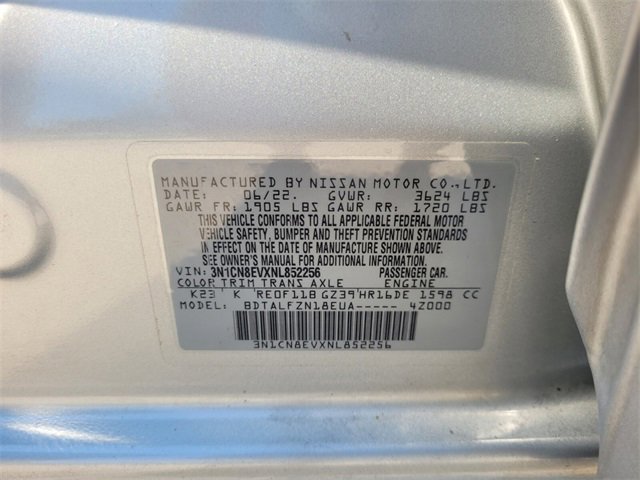 MANUFACTURED BY NISSAN MOTOR CO.,LTD.
DATE: 06/22. GVWR: 3624 LBS
GAWR FR: 1905 LBS GAWR RR: 1720 LBS
THIS VEHICLE CONFORMS TO ALL APPLICABLE FEDERAL MOTOR
VEHICLE SAFETY, BUMPER AND THEFT PREVENTION STANDARDS
IN EFFECT ON THE DATE OF MANUFACTURE SHOWN ABOVE.
SEE OWNER'S MANUAL FOR ADDITIONAL INFORMATION.
VIN: 3N1CN8EVXNL852256 PASSENGER CAR.
COLOR TRIM TRANS AXLE ENGINE
K23 K RE0F11B GZ39 HR16DE 1598 CC
MODEL: BDTALFZN18EUA----- 4Z000
3N1CN8EVXNL852256